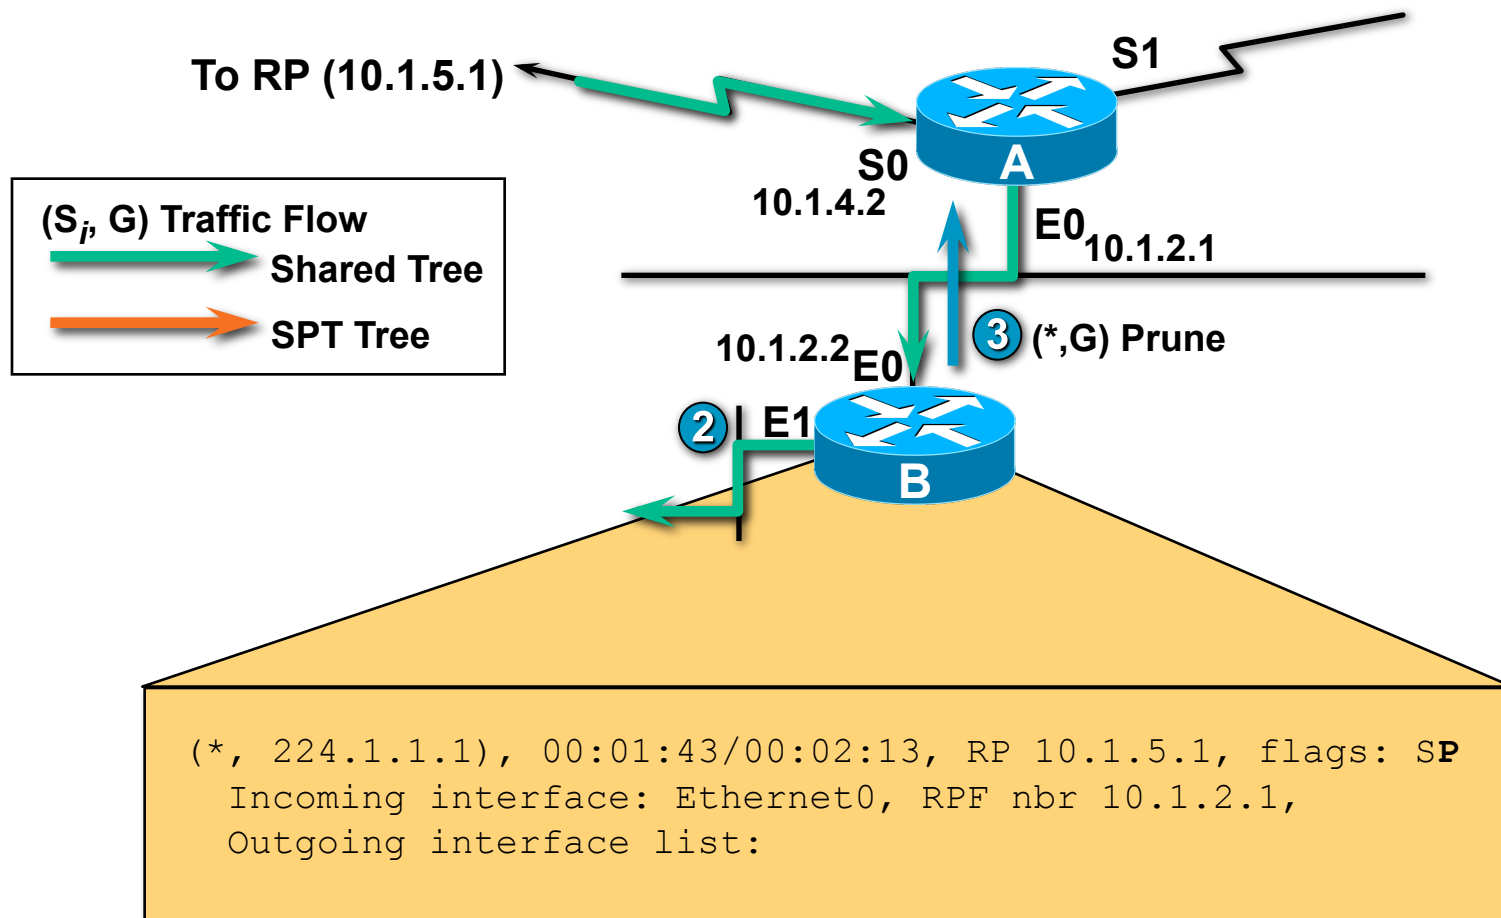 To RP (10.1.5.1)
S1
A
S0
10.1.4.2
E0
10.1.2.1
(Si, G) Traffic Flow
Shared Tree
SPT Tree
3 (*,G) Prune
10.1.2.2
E0
2
E1
B
(*, 224.1.1.1), 00:01:43/00:02:13, RP 10.1.5.1, flags: SP
Incoming interface: Ethernet0, RPF nbr 10.1.2.1,
Outgoing interface list: